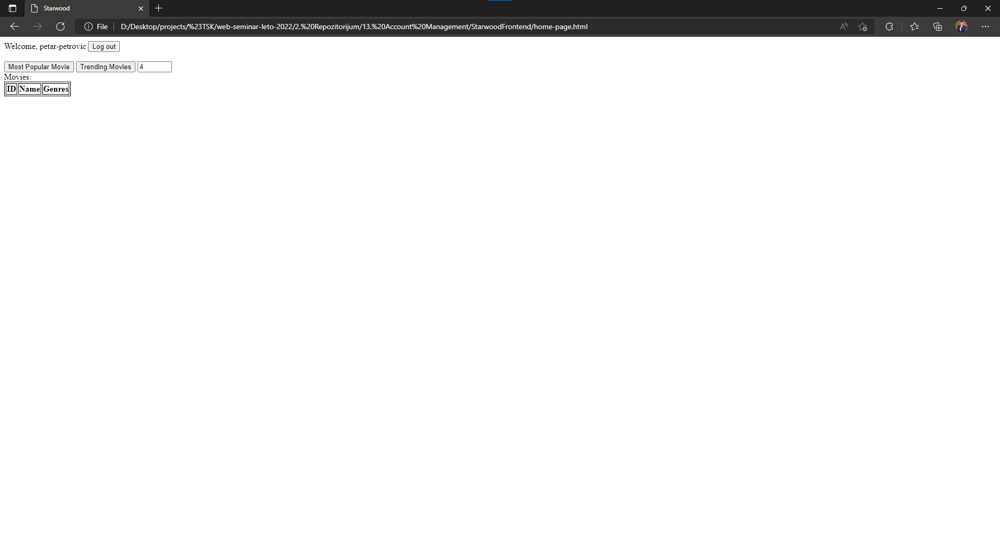 Starwood
File D:/Desktop/projects/%23TSK/web-seminar-leto-2022/2.%20Repozitorijum/13.%20Account%20Management/StarwoodFrontend/home-page.html
Welcome, petar-petrovic Log out
Most Popular Movie Trending Movies 4
Movies:
ID Name Genres